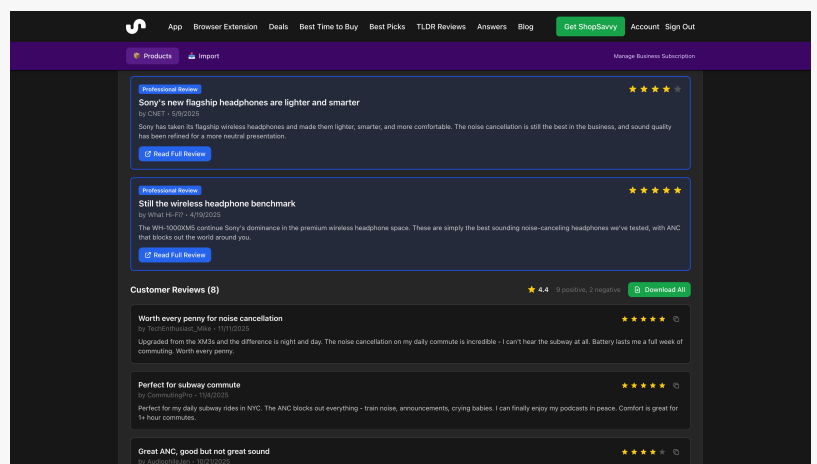 App Browser Extension Deals Best Time to Buy Best Picks TLDR Reviews Answers Blog Get ShopSavvy Account Sign Out
Products Import Manage Business Subscription
Professional Review
Sony's new flagship headphones are lighter and smarter
by CNET • 5/9/2025
Sony has taken its flagship wireless headphones and made them lighter, smarter, and more comfortable. The noise cancellation is still the best in the business, and sound quality
has been refined for a more neutral presentation.
Read Full Review
Professional Review
Still the wireless headphone benchmark
by What Hi-Fi? • 4/19/2025
The WH-1000XM5 continue Sony's dominance in the premium wireless headphone space. These are simply the best sounding noise-canceling headphones we've tested, with ANC
that blocks out the world around you.
Read Full Review
Customer Reviews (8) 4.4 9 positive, 2 negative Download All
Worth every penny for noise cancellation
by TechEnthusiast_Mike • 11/11/2025
Upgraded from the XM3s and the difference is night and day. The noise cancellation on my daily commute is incredible - I can't hear the subway at all. Battery lasts me a full week of
commuting. Worth every penny.
Perfect for subway commute
by CommutingPro • 11/4/2025
Perfect for my daily subway rides in NYC. The ANC blocks out everything - train noise, announcements, crying babies. I can finally enjoy my podcasts in peace. Comfort is great for
1+ hour commutes.
Great ANC, good but not great sound
by AudiophileJen • 10/21/2025